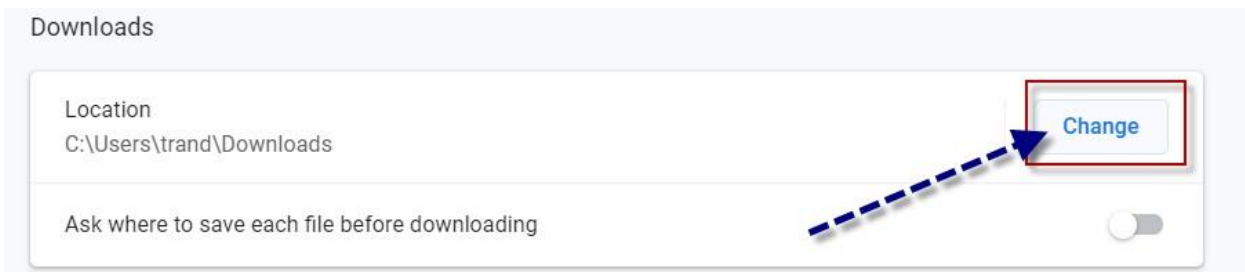 Downloads
Location
Change
C:\Users\trand\Downloads
Ask where to save each file before downloading